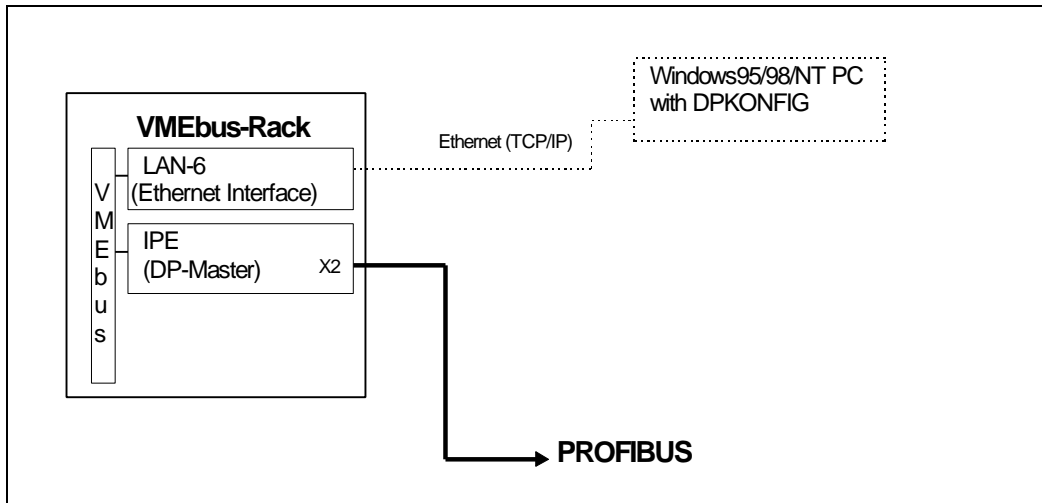 Windows95/98/NT PC
with DPKONFIG
VMEbus-Rack
Ethernet (TCP/IP)
LAN-6
(Ethernet Interface)
VMEbus
IPE
(DP-Master)
X2
PROFIBUS